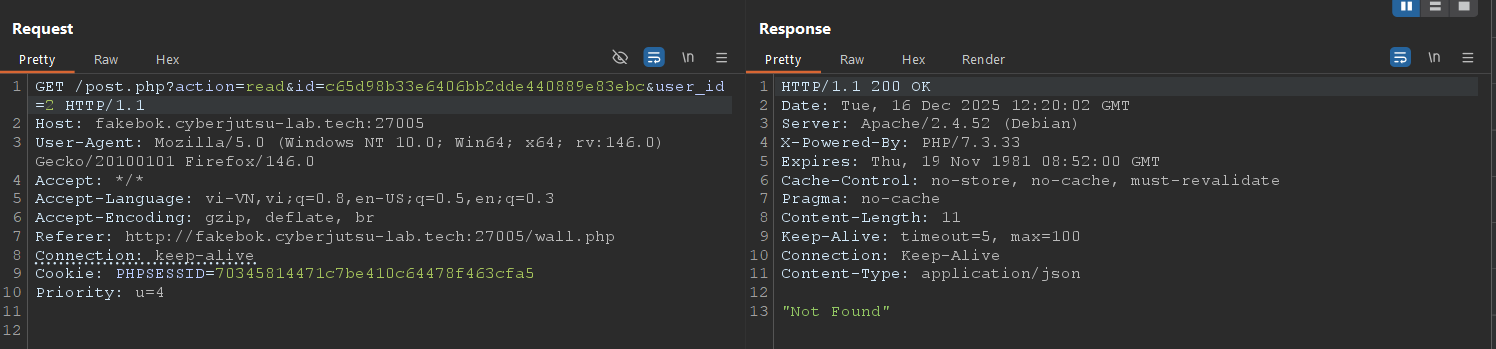 Request
Pretty Raw Hex
\n
1 GET /post.php?action=read&id=c65d98b33e6406bb2dde440889e83ebc&user_id
=2 HTTP/1.1
2 Host: fakebok.cyberjutsu-lab.tech:27005
3 User-Agent: Mozilla/5.0 (Windows NT 10.0; Win64; x64; rv:146.0)
Gecko/20100101 Firefox/146.0
4 Accept: */*
5 Accept-Language: vi-VN,vi;q=0.8,en-US;q=0.5,en;q=0.3
6 Accept-Encoding: gzip, deflate, br
7 Referer: http://fakebok.cyberjutsu-lab.tech:27005/wall.php
8 Connection: keep-alive
9 Cookie: PHPSESSID=70345814471c7be410c64478f463cfa5
10 Priority: u=4
11
12
Response
Pretty Raw Hex Render
\n
1 HTTP/1.1 200 OK
2 Date: Tue, 16 Dec 2025 12:20:02 GMT
3 Server: Apache/2.4.52 (Debian)
4 X-Powered-By: PHP/7.3.33
5 Expires: Thu, 19 Nov 1981 08:52:00 GMT
6 Cache-Control: no-store, no-cache, must-revalidate
7 Pragma: no-cache
8 Content-Length: 11
9 Keep-Alive: timeout=5, max=100
10 Connection: Keep-Alive
11 Content-Type: application/json
12
13 "Not Found"